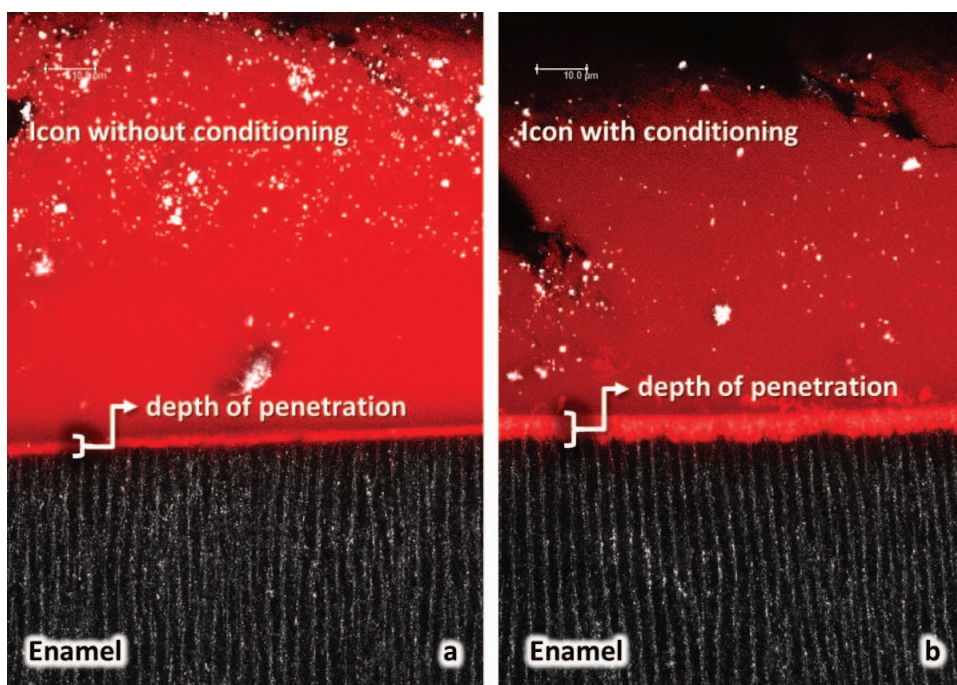 10.0 µm
Icon without conditioning
depth of penetration
Enamel
a
10.0 µm
Icon with conditioning
depth of penetration
Enamel
b